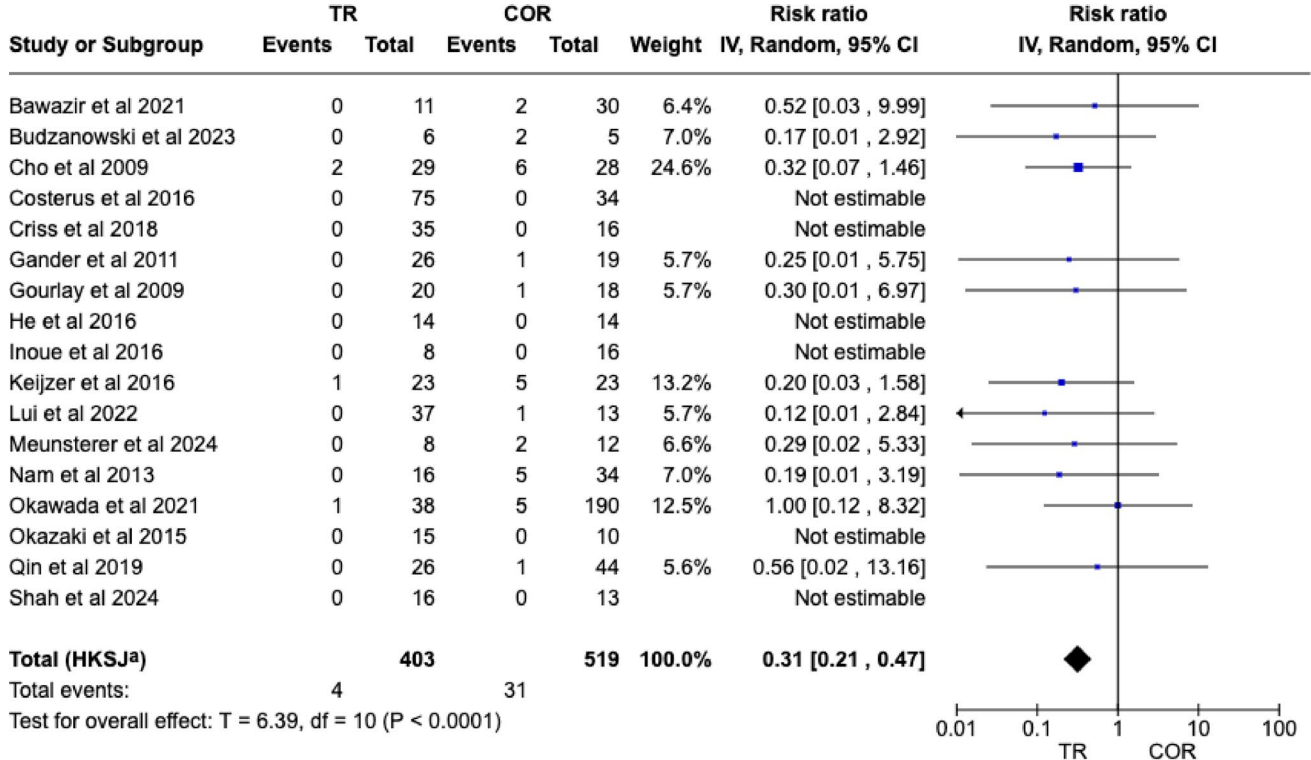 TR COR Risk ratio Risk ratio
Study or Subgroup Events Total Events Total Weight IV, Random, 95% CI IV, Random, 95% CI
Bawazir et al 2021 0 11 2 30 6.4% 0.52 [0.03 , 9.99]
Budzanowski et al 2023 0 6 2 5 7.0% 0.17 [0.01 , 2.92]
Cho et al 2009 2 29 6 28 24.6% 0.32 [0.07 , 1.46]
Costerus et al 2016 0 75 0 34 Not estimable
Criss et al 2018 0 35 0 16 Not estimable
Gander et al 2011 0 26 1 19 5.7% 0.25 [0.01 , 5.75]
Gourlay et al 2009 0 20 1 18 5.7% 0.30 [0.01 , 6.97]
He et al 2016 0 14 0 14 Not estimable
Inoue et al 2016 0 8 0 16 Not estimable
Keijzer et al 2016 1 23 5 23 13.2% 0.20 [0.03 , 1.58]
Lui et al 2022 0 37 1 13 5.7% 0.12 [0.01 , 2.84]
Meunsterer et al 2024 0 8 2 12 6.6% 0.29 [0.02 , 5.33]
Nam et al 2013 0 16 5 34 7.0% 0.19 [0.01 , 3.19]
Okawada et al 2021 1 38 5 190 12.5% 1.00 [0.12 , 8.32]
Okazaki et al 2015 0 15 0 10 Not estimable
Qin et al 2019 0 26 1 44 5.6% 0.56 [0.02 , 13.16]
Shah et al 2024 0 16 0 13 Not estimable
Total (HKSJª) 403 519 100.0% 0.31 [0.21 , 0.47]
Total events: 4 31
Test for overall effect: T = 6.39, df = 10 (P < 0.0001)
0.01 0.1 1 10 100
TR COR